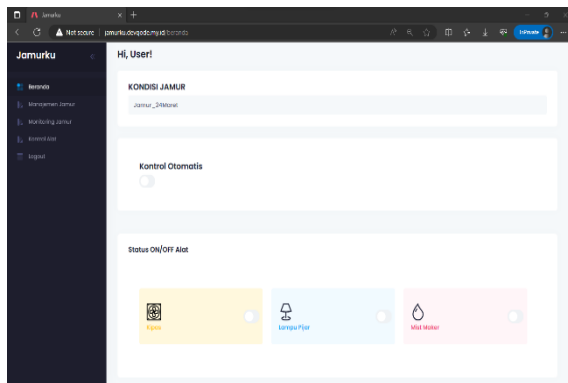 Jamurku
Not secure | jamurku.devqode.my.id/beranda
InPrivate
Jamurku
Hi, User!
Beranda
Manajemen Jamur
Monitoring Jamur
Kontrol Alat
Logout
KONDISI JAMUR
Jamur_24Maret
Kontrol Otomatis
Status ON/OFF Alat
Kipas
Lampu Pijar
Mist Maker